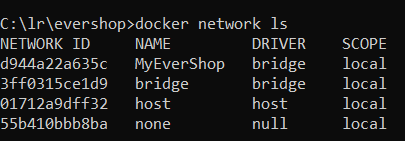 C:\lr\evershop>docker network ls
NETWORK ID     NAME         DRIVER    SCOPE
d944a22a635c   MyEverShop   bridge    local
3ff0315ce1d9   bridge       bridge    local
01712a9dff32   host         host      local
55b410bbb8ba   none         null      local